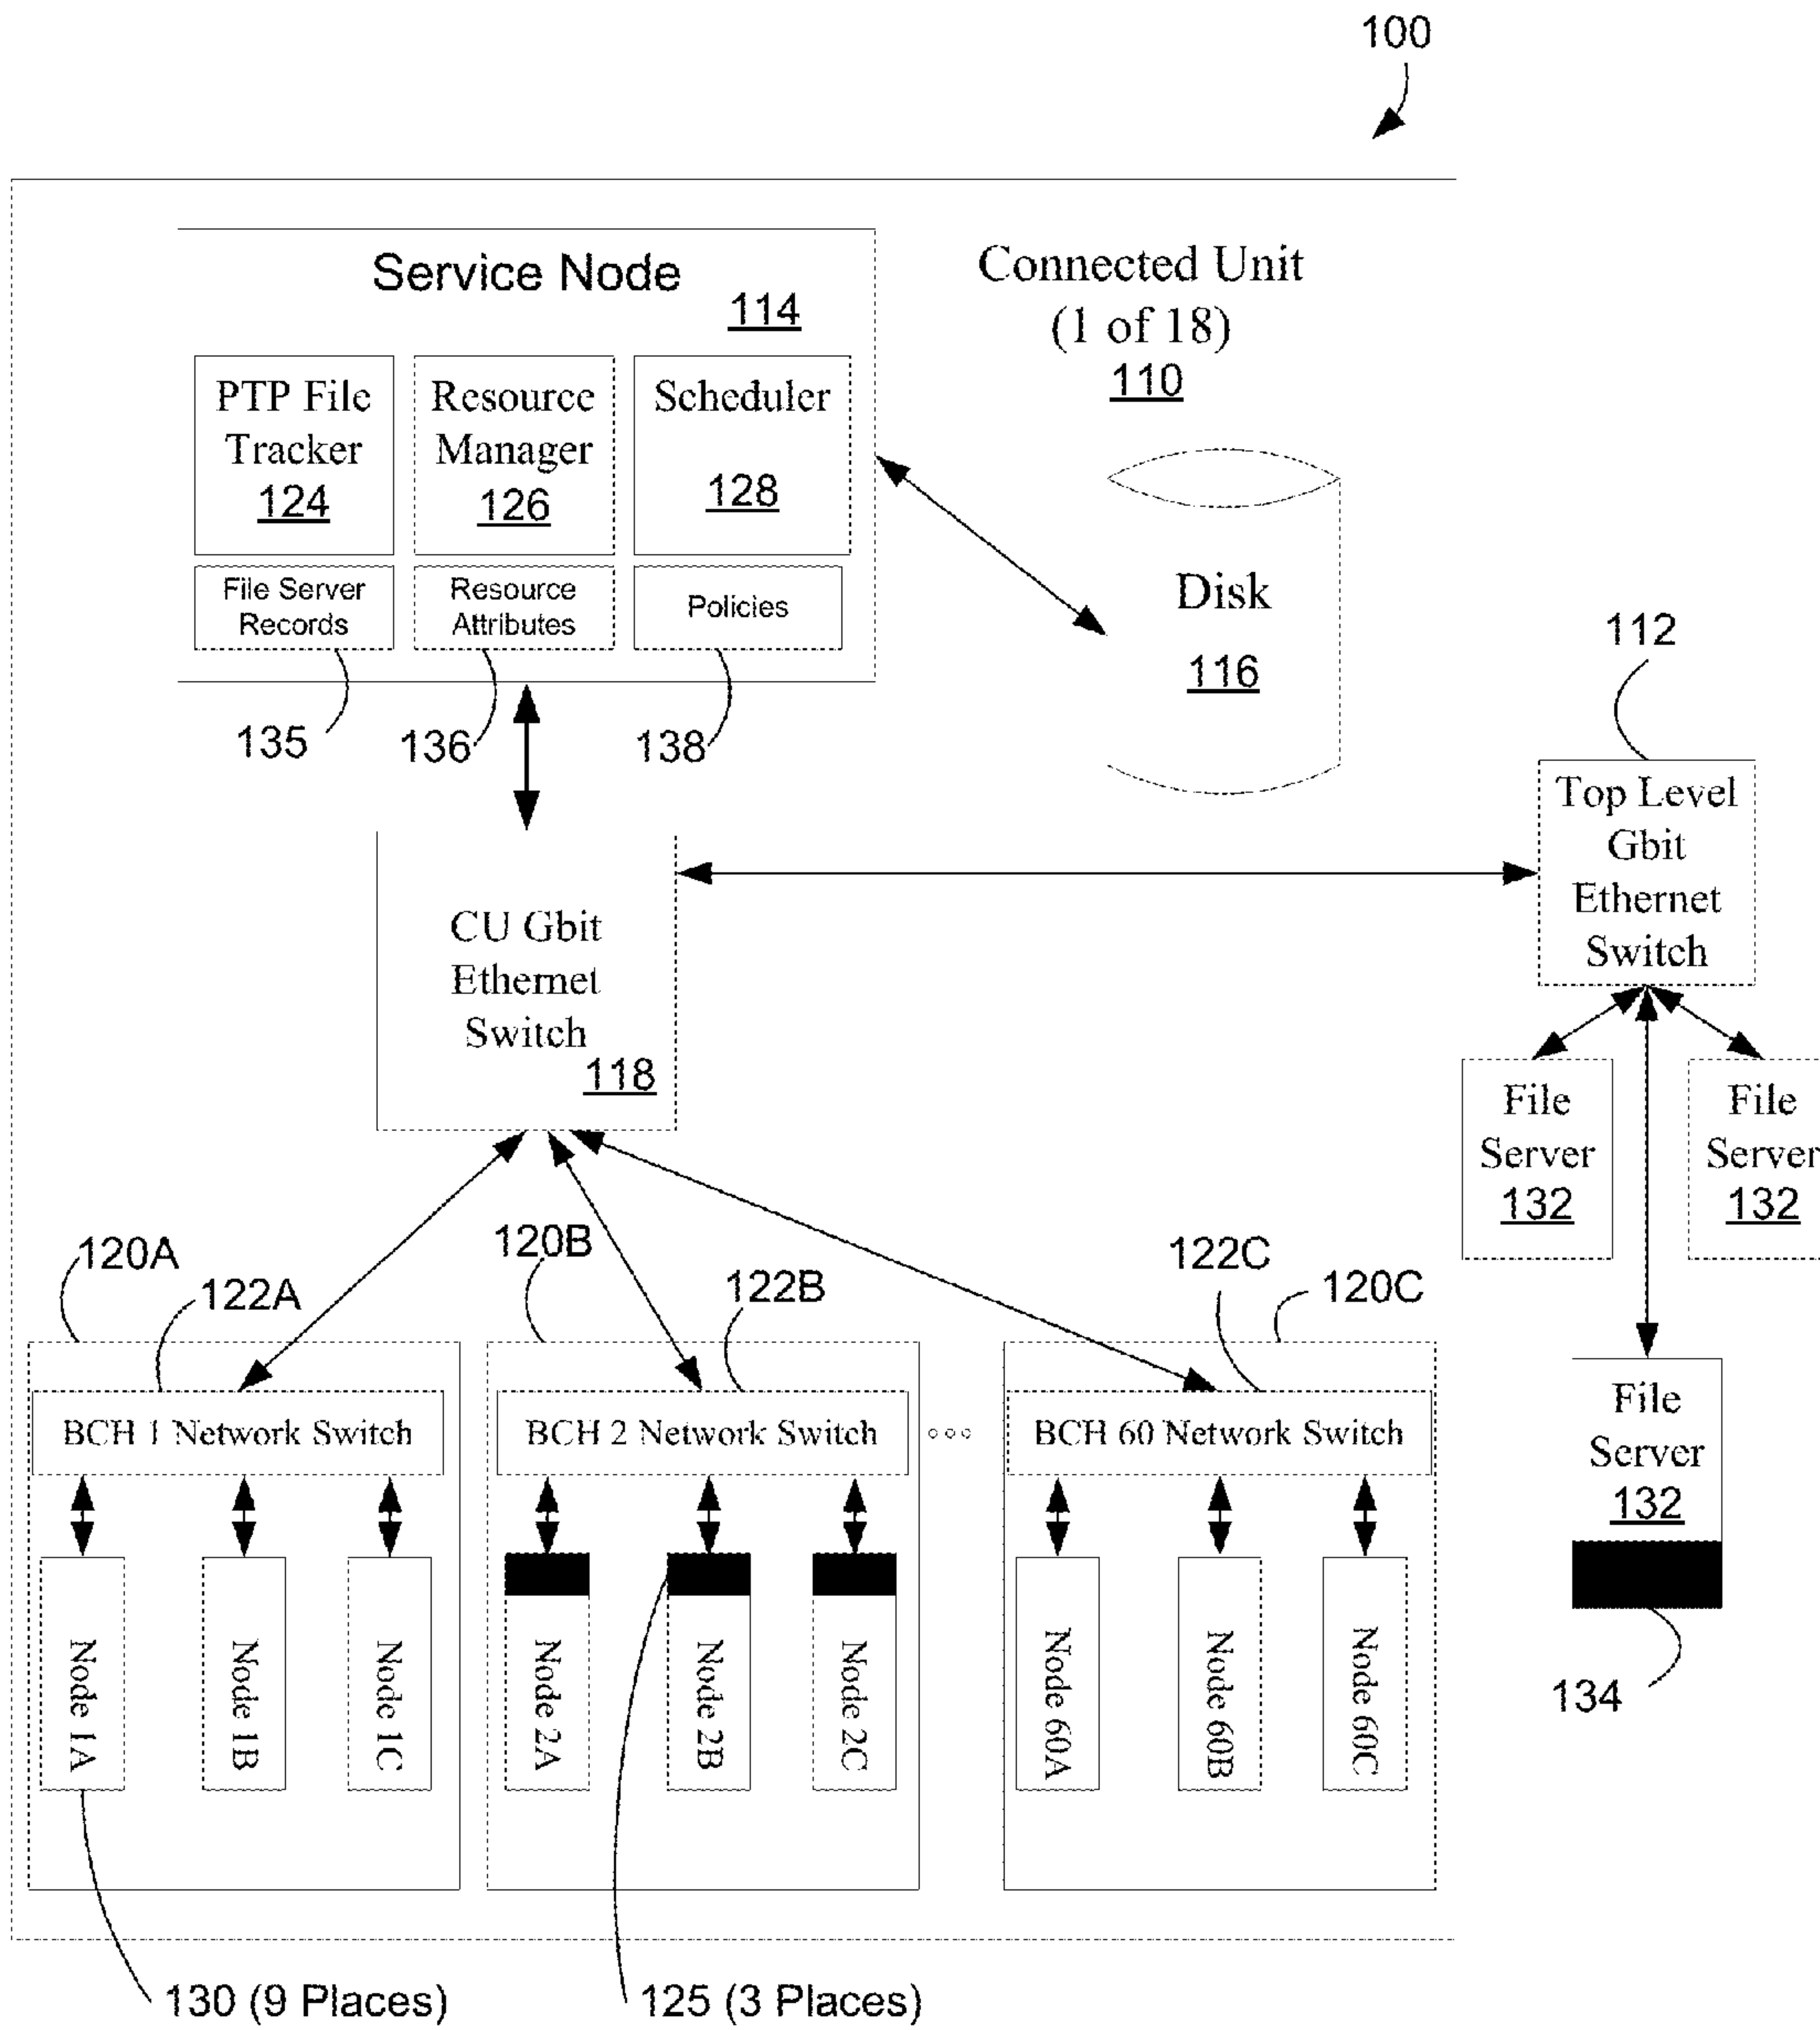 100
Service Node
114
Connected Unit
(1 of 18)
110
PTP File
Tracker
124
Resource
Manager
126
Scheduler
128
File Server
Records
Resource
Attributes
Policies
135
136
138
Disk
116
112
Top Level
Gbit
Ethernet
Switch
CU Gbit
Ethernet
Switch
118
File
Server
132
File
Server
132
120A
122A
120B
122B
122C
120C
BCH 1 Network Switch
BCH 2 Network Switch
BCH 60 Network Switch
File
Server
132
134
Node 1A
Node 1B
Node 1C
Node 2A
Node 2B
Node 2C
Node 60A
Node 60B
Node 60C
130 (9 Places)
125 (3 Places)